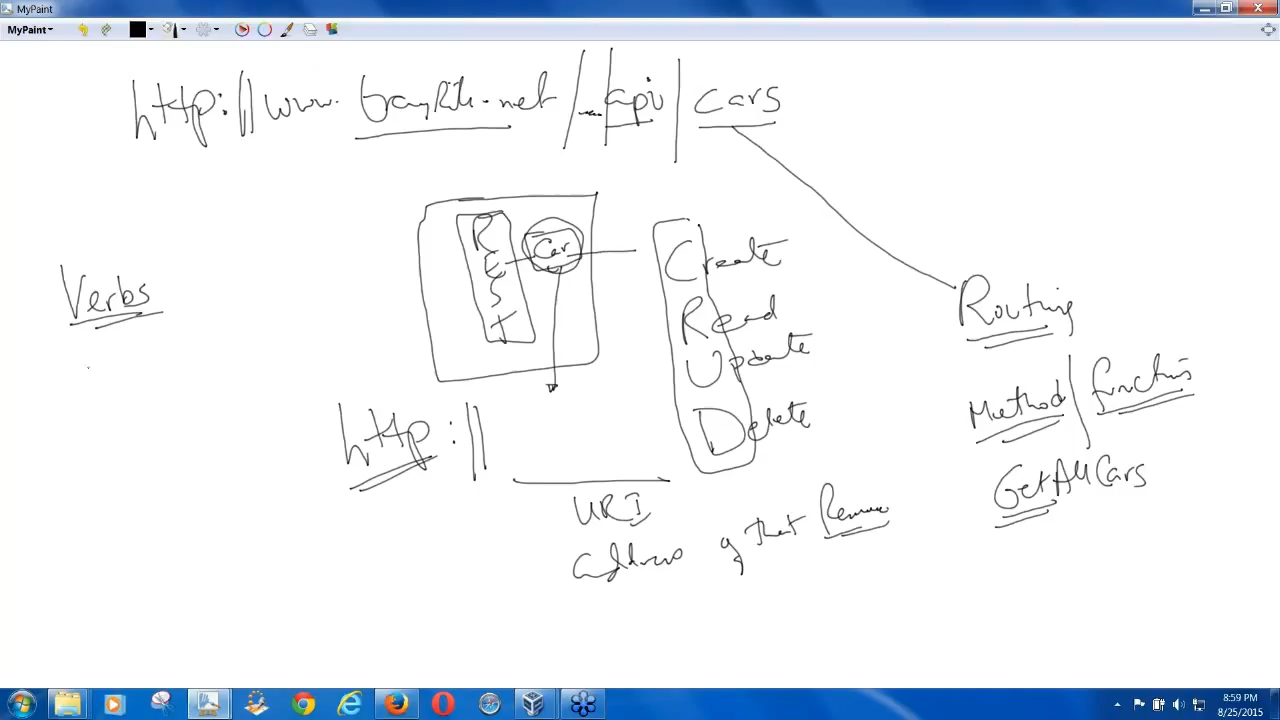 MyPaint
MyPaint
http://www. .net/ api/cars
REST
Car
Create
Read
Update
Delete
Verbs
Routing
Method/functions
GetAllCars
http://
URI
address of that
8:59 PM
8/25/2015